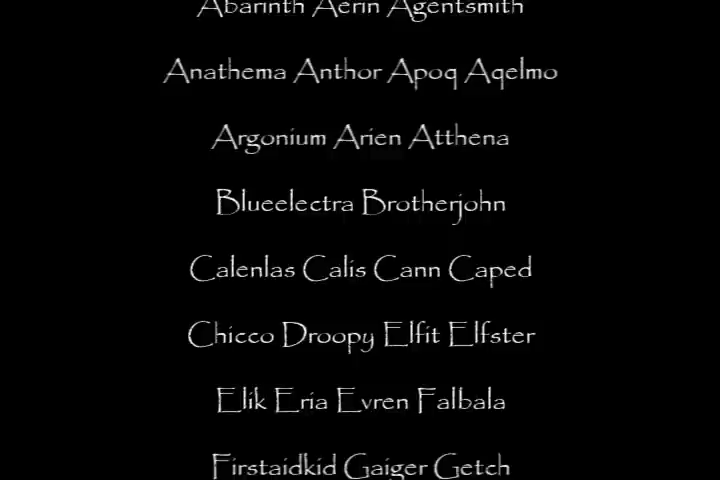 Abarinth Aerin Agentsmith
Anathema Anthor Apoq Aqelmo
Argonium Arien Atthena
Blueelectra Brotherjohn
Calenlas Calis Cann Caped
Chicco Droopy Elfit Elfster
Elik Eria Evren Falbala
Firstaidkid Gaiger Getch